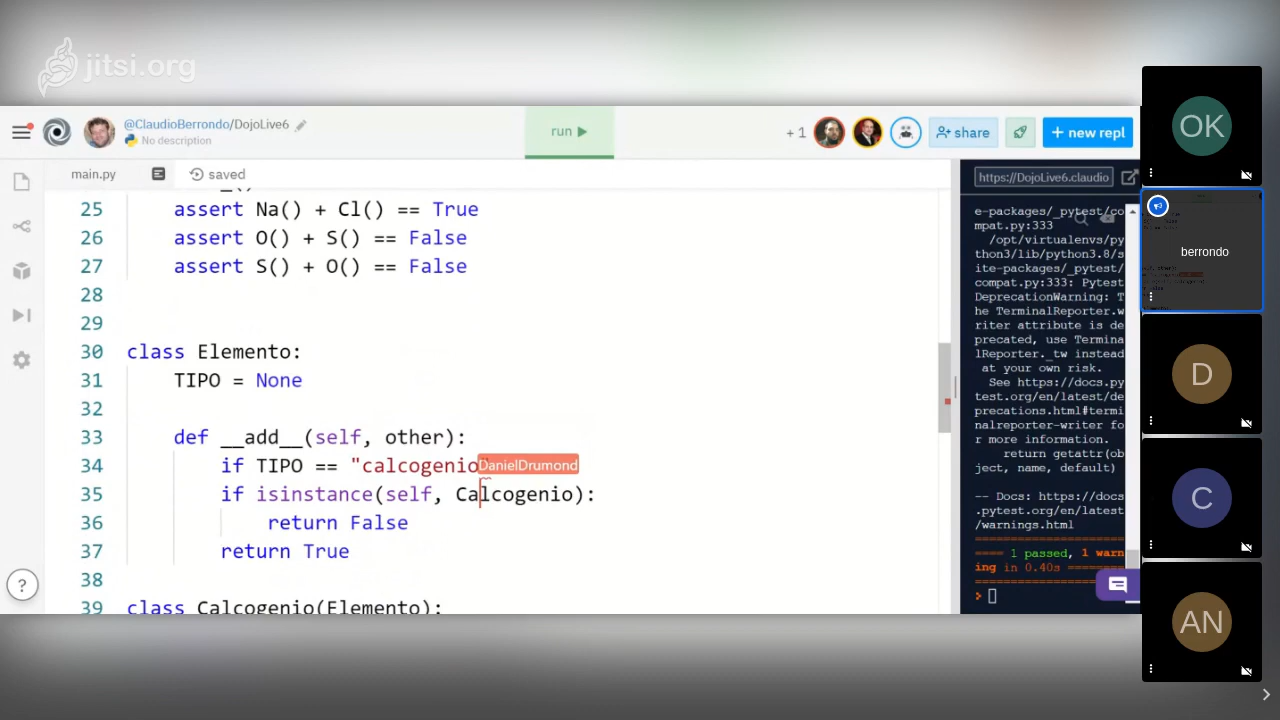 jitsi.org
@ClaudioBerrondo/DojoLive6
No description
run
+ 1
share
+ new repl
main.py
saved
https://DojoLive6.claudio
25 assert Na() + Cl() == True
26 assert O() + S() == False
27 assert S() + O() == False
28
29
30 class Elemento:
31 TIPO = None
32
33 def __add__(self, other):
34 if TIPO == "calcogenio
DanielDrumond
35 if isinstance(self, Calcogenio):
36 return False
37 return True
38
39 class Calcogenio(Elemento):
?
e-packages/_pytest/co
mpat.py:333
/opt/virtualenvs/py
thon3/lib/python3.8/s
ite-packages/_pytest/
compat.py:333: Pytest
DeprecationWarning: T
he TerminalReporter.w
riter attribute is de
precated, use Termina
lReporter._tw instead
at your own risk.
See https://docs.py
test.org/en/latest/de
precations.html#termi
nalreporter-writer fo
r more information.
return getattr(ob
ject, name, default)
-- Docs: https://docs
.pytest.org/en/latest
/warnings.html
==== 1 passed, 1 warn
ing in 0.40s
OK
berrondo
D
C
AN